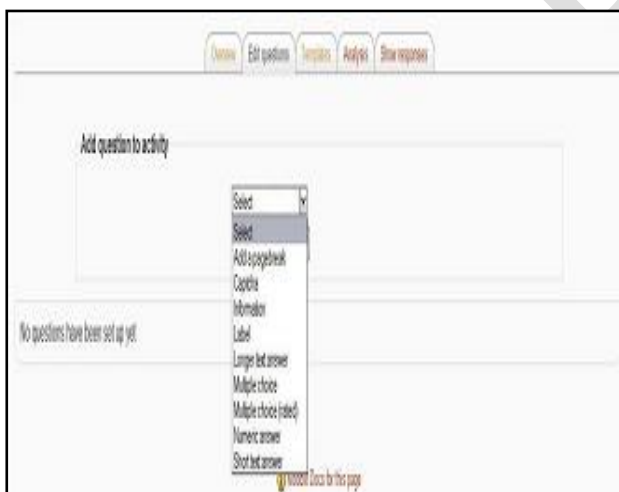 Overview Edit questions Templates Analysis Show responses
Add question to activity
Select
Select
Add a pagebreak
Captcha
Information
Label
Longer text answer
Multiple choice
Multiple choice (rated)
Numeric answer
Short text answer
No questions have been set up yet
Moodle Docs for this page